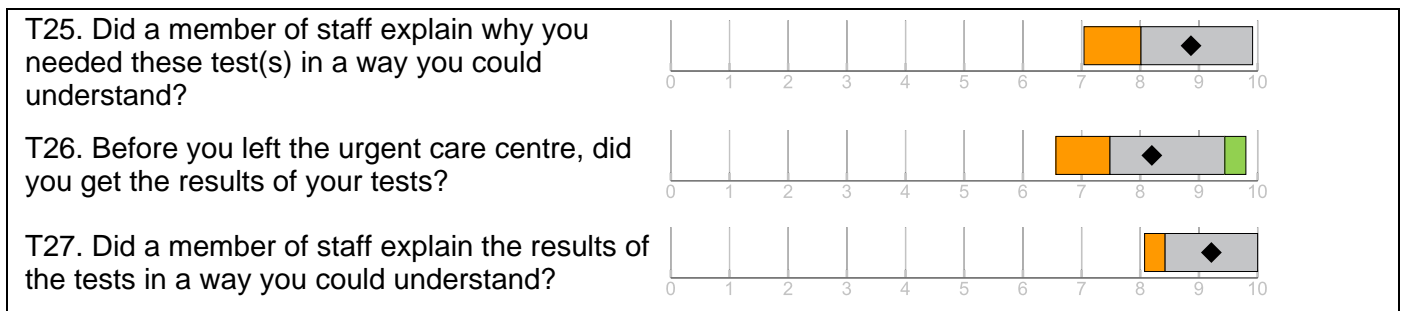 T25. Did a member of staff explain why you
needed these test(s) in a way you could
understand?
0 1 2 3 4 5 6 7 8 9 10
T26. Before you left the urgent care centre, did
you get the results of your tests?
0 1 2 3 4 5 6 7 8 9 10
T27. Did a member of staff explain the results of
the tests in a way you could understand?
0 1 2 3 4 5 6 7 8 9 10